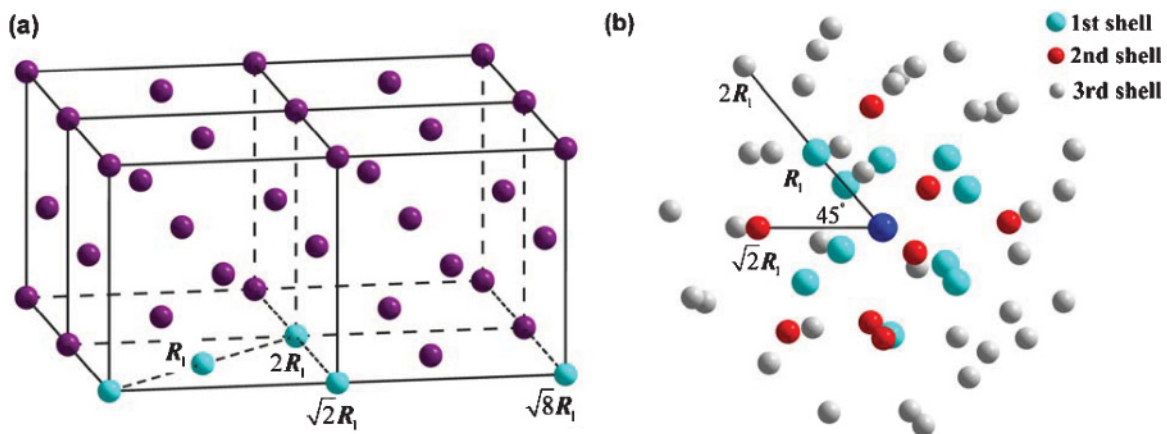 (a)
R₁
2R₁
√2R₁
√8R₁
(b)
1st shell
2nd shell
3rd shell
2R₁
R₁
45°
√2R₁